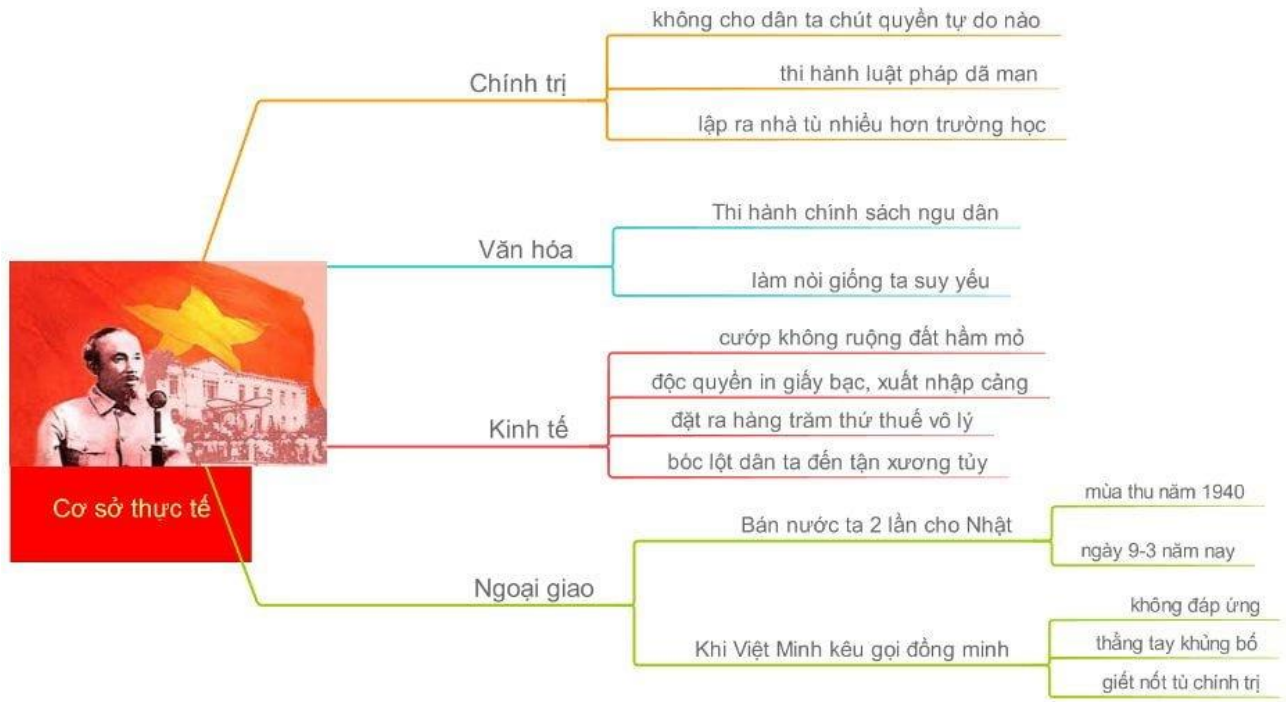 Cơ sở thực tế
Chính trị
không cho dân ta chút quyền tự do nào
thi hành luật pháp dã man
lập ra nhà tù nhiều hơn trường học
Văn hóa
Thi hành chính sách ngu dân
làm nòi giống ta suy yếu
Kinh tế
cướp không ruộng đất hầm mỏ
độc quyền in giấy bạc, xuất nhập cảng
đặt ra hàng trăm thứ thuế vô lý
bóc lột dân ta đến tận xương tủy
Ngoại giao
Bán nước ta 2 lần cho Nhật
mùa thu năm 1940
ngày 9-3 năm nay
Khi Việt Minh kêu gọi đồng minh
không đáp ứng
thẳng tay khủng bố
giết nốt tù chính trị